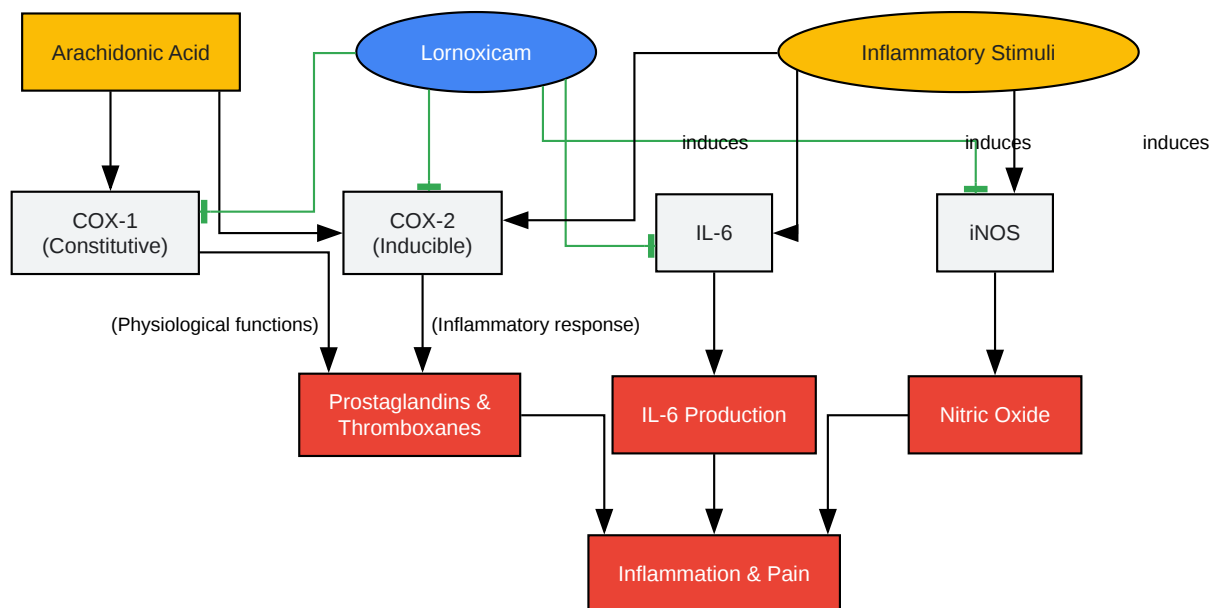 Arachidonic Acid
Lornoxicam
Inflammatory Stimuli
induces
induces
induces
COX-1
(Constitutive)
COX-2
(Inducible)
IL-6
iNOS
(Physiological functions)
(Inflammatory response)
Prostaglandins &
Thromboxanes
IL-6 Production
Nitric Oxide
Inflammation & Pain